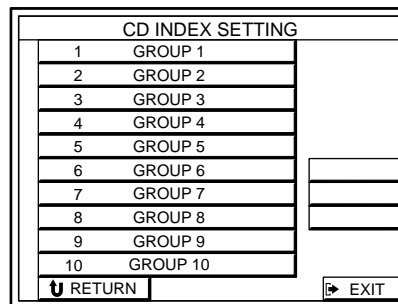 CD INDEX SETTING
1 GROUP 1
2 GROUP 2
3 GROUP 3
4 GROUP 4
5 GROUP 5
6 GROUP 6
7 GROUP 7
8 GROUP 8
9 GROUP 9
10 GROUP 10
RETURN EXIT